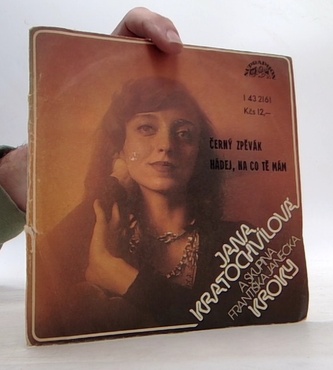 1 43 2161
Kčs 12,–
ČERNÝ ZPĚVÁK
HÁDEJ, NA CO TĚ MÁM
JANA
KRATOCHVÍLOVÁ
A SKUPINA
FRANTIŠKA JANEČKA
KROKY